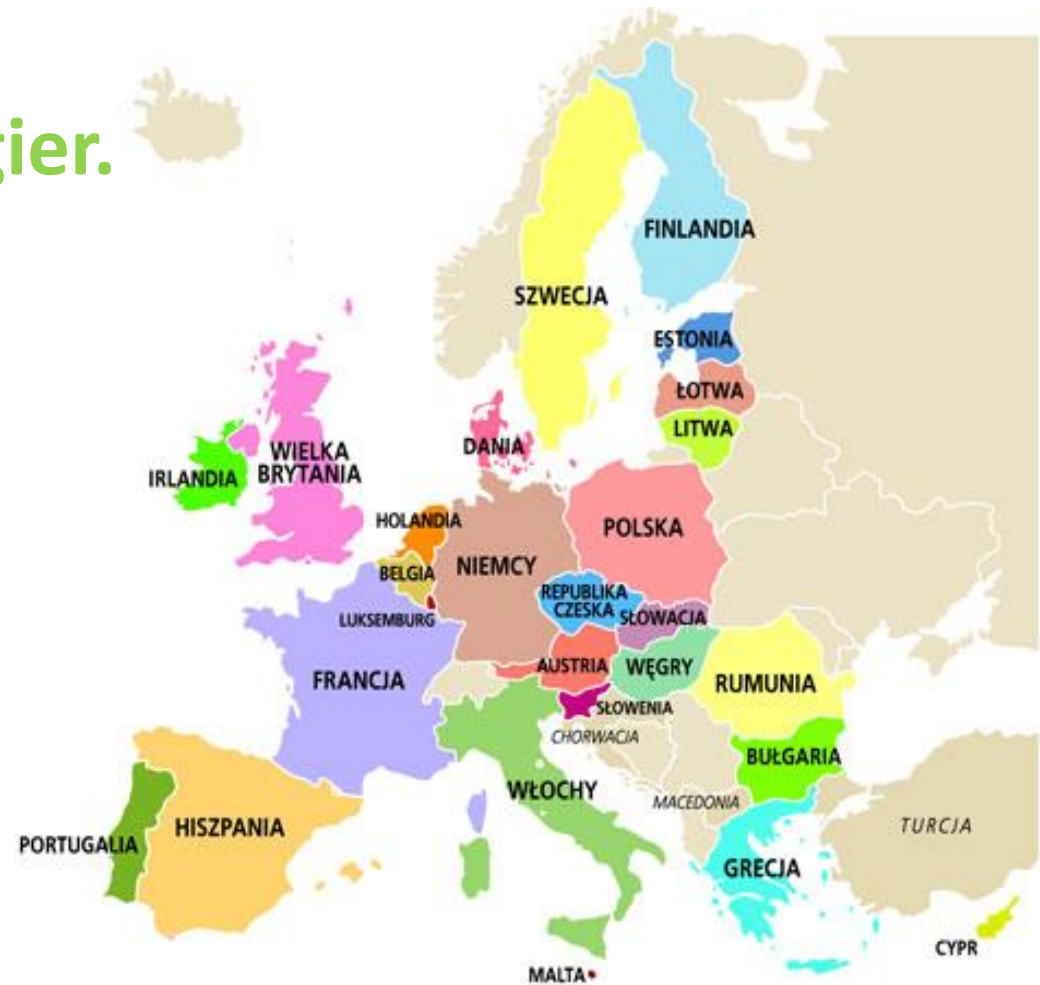 gier.
FINLANDIA
SZWECJA
ESTONIA
ŁOTWA
LITWA
DANIA
WIELKA
BRYTANIA
IRLANDIA
HOLANDIA
POLSKA
NIEMCY
BELGIA
REPUBLIKA
CZESKA
SŁOWACJA
LUKSEMBURG
AUSTRIA
WĘGRY
FRANCJA
RUMUNIA
SŁOWENIA
CHORWACJA
BUŁGARIA
WŁOCHY
MACEDONIA
HISZPANIA
TURCJA
PORTUGALIA
GRECJA
CYPR
MALTA